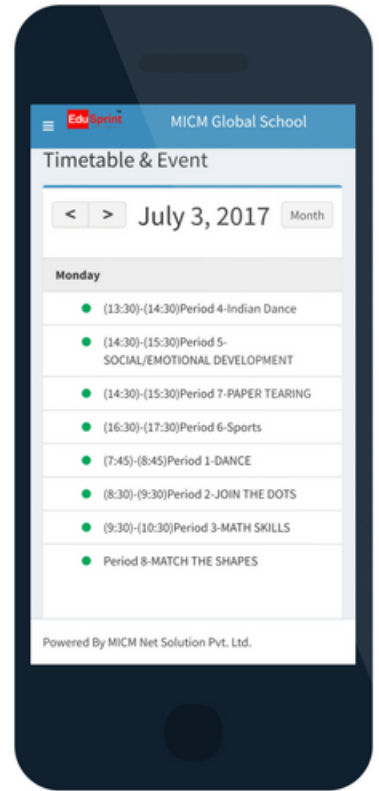 ≡ EduSprint™ MICM Global School
Timetable & Event
< > July 3, 2017 Month
Monday
(13:30)-(14:30)Period 4-Indian Dance
(14:30)-(15:30)Period 5-
SOCIAL/EMOTIONAL DEVELOPMENT
(14:30)-(15:30)Period 7-PAPER TEARING
(16:30)-(17:30)Period 6-Sports
(7:45)-(8:45)Period 1-DANCE
(8:30)-(9:30)Period 2-JOIN THE DOTS
(9:30)-(10:30)Period 3-MATH SKILLS
Period 8-MATCH THE SHAPES
Powered By MICM Net Solution Pvt. Ltd.